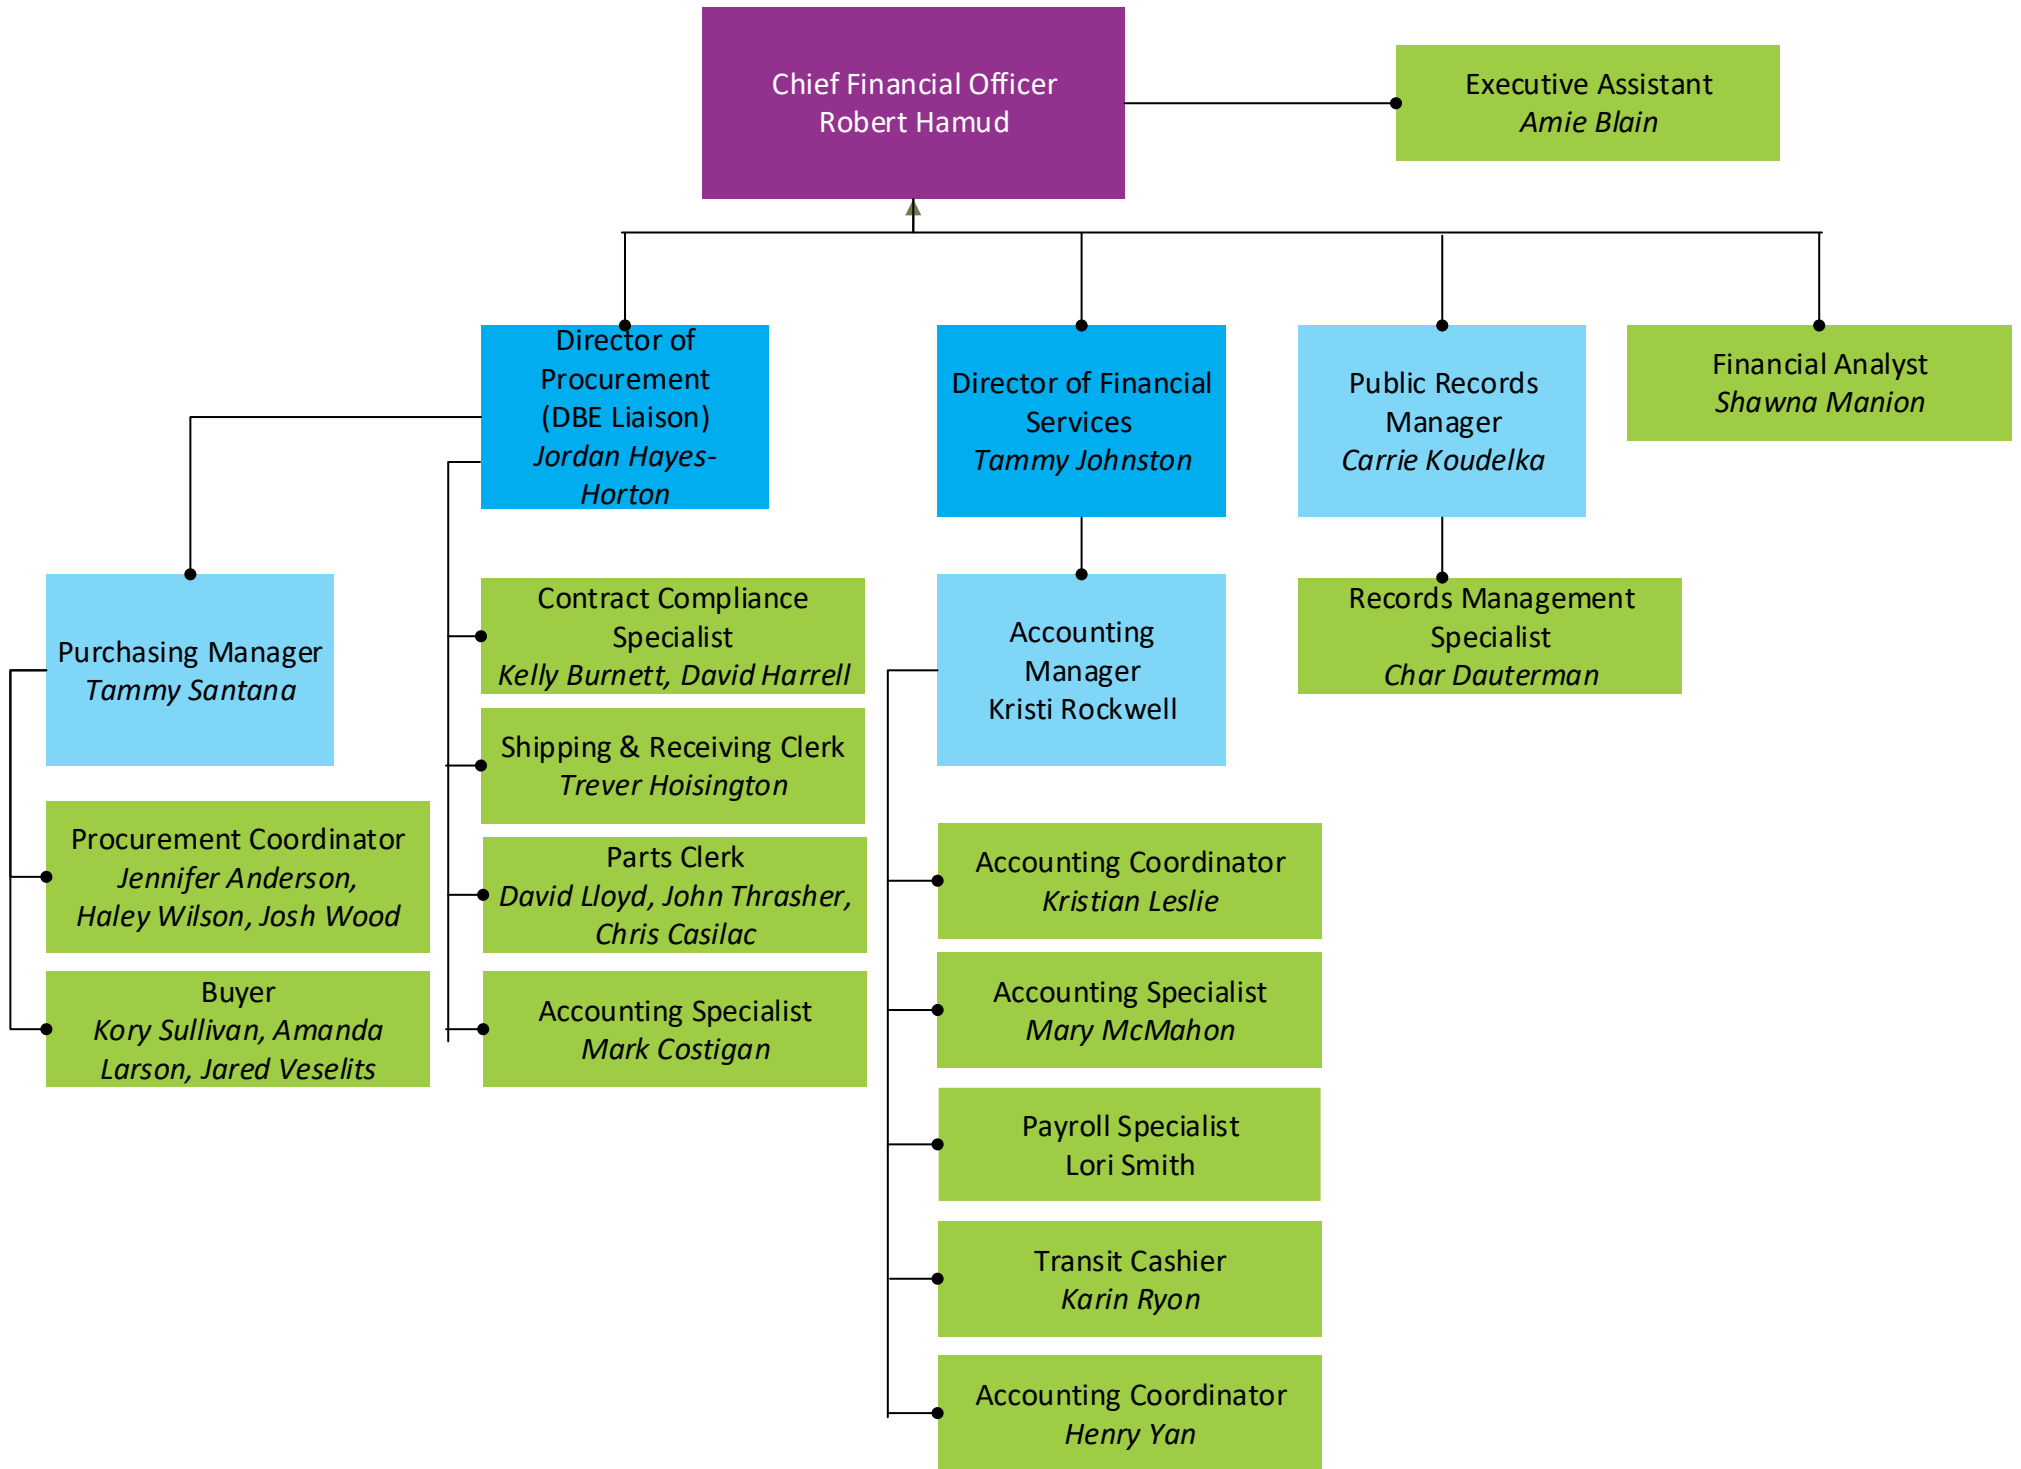 Chief Financial Officer
Robert Hamud
Executive Assistant
Amie Blain
Director of
Procurement
(DBE Liaison)
Jordan Hayes-
Horton
Director of Financial
Services
Tammy Johnston
Public Records
Manager
Carrie Koudelka
Financial Analyst
Shawna Manion
Purchasing Manager
Tammy Santana
Procurement Coordinator
Jennifer Anderson,
Haley Wilson, Josh Wood
Buyer
Kory Sullivan, Amanda
Larson, Jared Veselits
Contract Compliance
Specialist
Kelly Burnett, David Harrell
Shipping & Receiving Clerk
Trever Hoisington
Parts Clerk
David Lloyd, John Thrasher,
Chris Casilac
Accounting Specialist
Mark Costigan
Accounting
Manager
Kristi Rockwell
Accounting Coordinator
Kristian Leslie
Accounting Specialist
Mary McMahon
Payroll Specialist
Lori Smith
Transit Cashier
Karin Ryon
Accounting Coordinator
Henry Yan
Records Management
Specialist
Char Dauterman